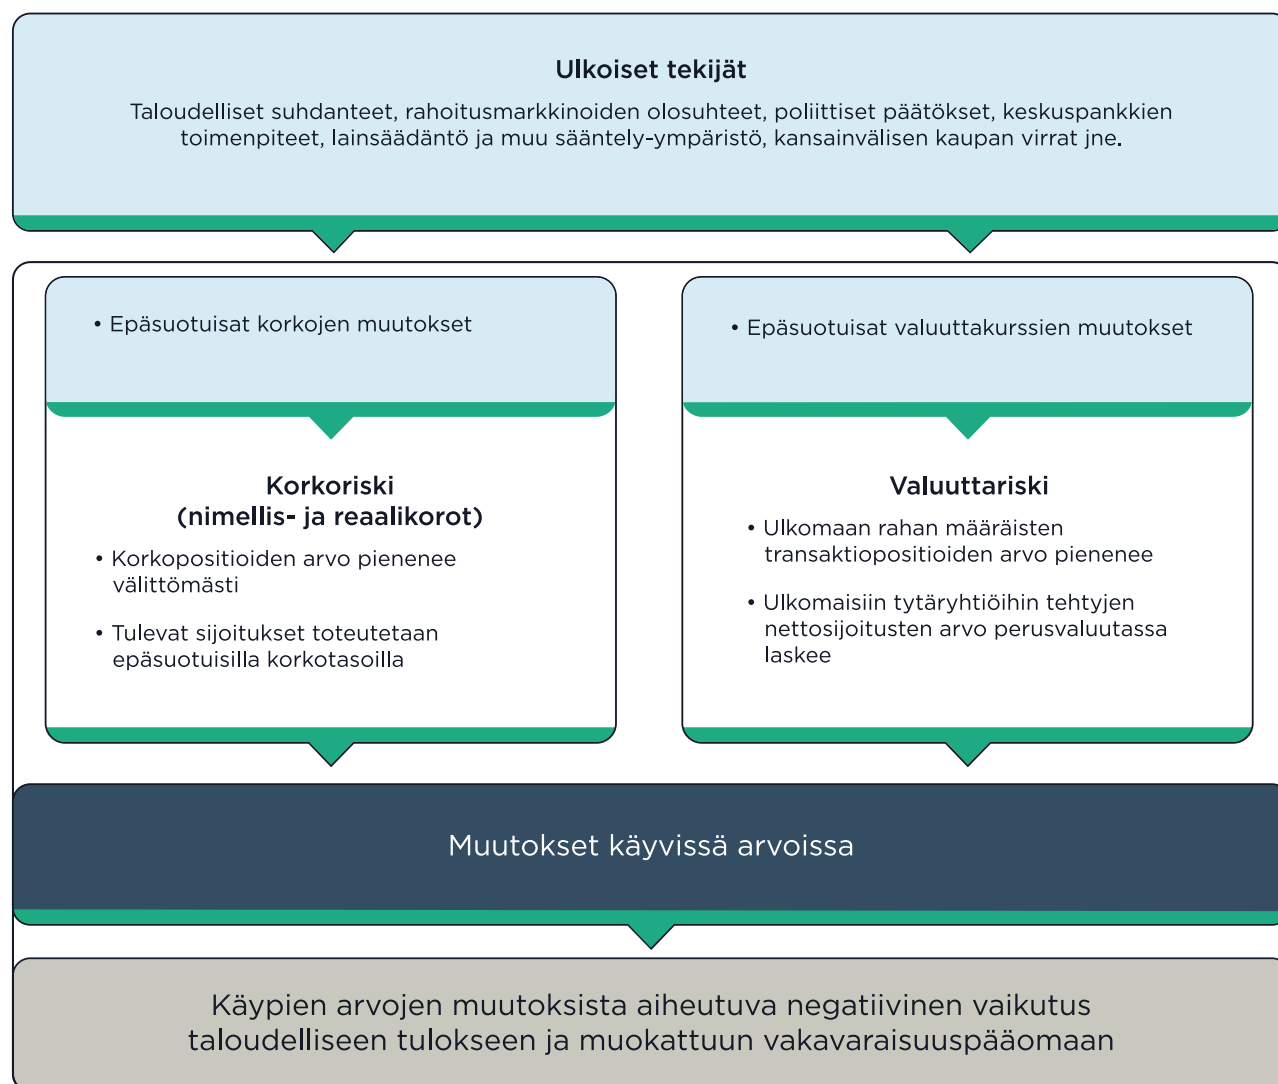 Ulkoiset tekijät
Taloudelliset suhdanteet, rahoitusmarkkinoiden olosuhteet, poliittiset päätökset, keskuspankkien
toimenpiteet, lainsäädäntö ja muu sääntely-ympäristö, kansainvälisen kaupan virrat jne.
• Epäsuotuisat korkojen muutokset
Korkoriski
(nimellis- ja reaalikorot)
• Korkopositioiden arvo pienenee
välittömästi
• Tulevat sijoitukset toteutetaan
epäsuotuisilla korkotasoilla
• Epäsuotuisat valuuttakurssien muutokset
Valuuttariski
• Ulkomaan rahan määräisten
transaktiopositioiden arvo pienenee
• Ulkomaisiin tytäryhtiöihin tehtyjen
nettosijoitusten arvo perusvaluutassa
laskee
Muutokset käyvissä arvoissa
Käypien arvojen muutoksista aiheutuva negatiivinen vaikutus
taloudelliseen tulokseen ja muokattuun vakavaraisuuspääomaan